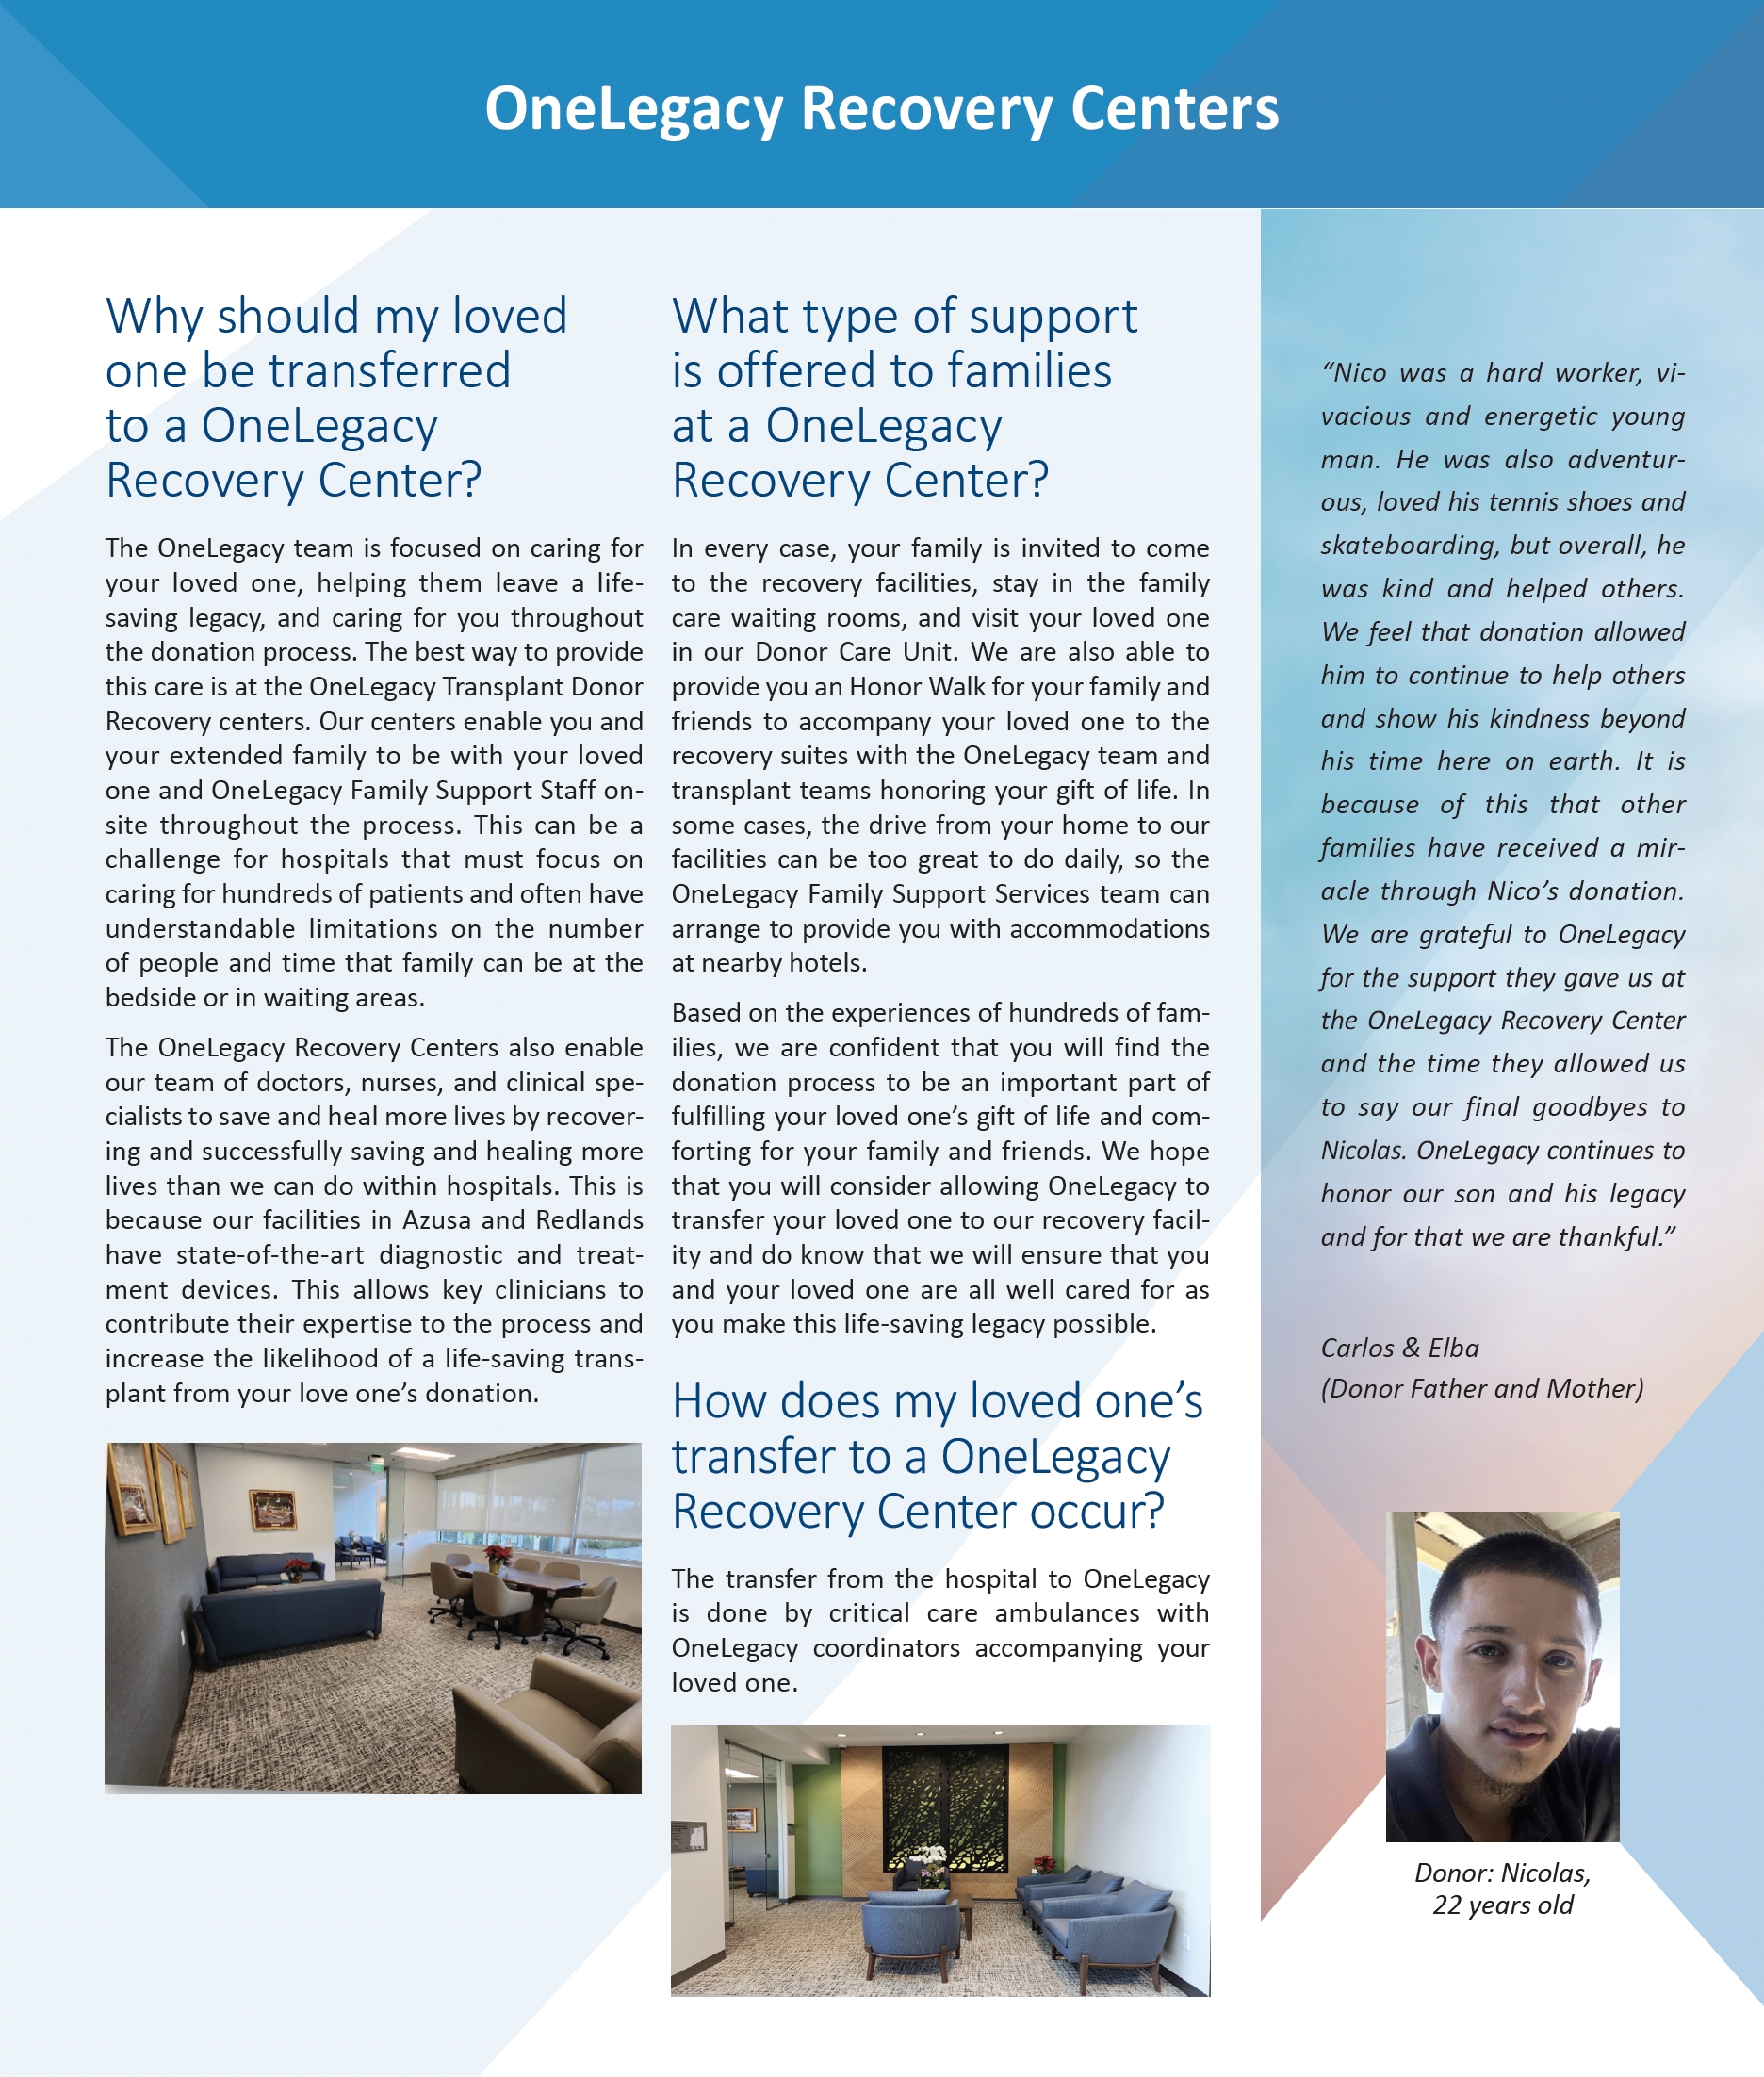 OneLegacy Recovery Centers
Why should my loved
one be transferred
to a OneLegacy
Recovery Center?
The OneLegacy team is focused on caring for
your loved one, helping them leave a life-
saving legacy, and caring for you throughout
the donation process. The best way to provide
this care is at the OneLegacy Transplant Donor
Recovery centers. Our centers enable you and
your extended family to be with your loved
one and OneLegacy Family Support Staff on-
site throughout the process. This can be a
challenge for hospitals that must focus on
caring for hundreds of patients and often have
understandable limitations on the number
of people and time that family can be at the
bedside or in waiting areas.
The OneLegacy Recovery Centers also enable
our team of doctors, nurses, and clinical spe-
cialists to save and heal more lives by recover-
ing and successfully saving and healing more
lives than we can do within hospitals. This is
because our facilities in Azusa and Redlands
have state-of-the-art diagnostic and treat-
ment devices. This allows key clinicians to
contribute their expertise to the process and
increase the likelihood of a life-saving trans-
plant from your love one’s donation.
What type of support
is offered to families
at a OneLegacy
Recovery Center?
In every case, your family is invited to come
to the recovery facilities, stay in the family
care waiting rooms, and visit your loved one
in our Donor Care Unit. We are also able to
provide you an Honor Walk for your family and
friends to accompany your loved one to the
recovery suites with the OneLegacy team and
transplant teams honoring your gift of life. In
some cases, the drive from your home to our
facilities can be too great to do daily, so the
OneLegacy Family Support Services team can
arrange to provide you with accommodations
at nearby hotels.
Based on the experiences of hundreds of fam-
ilies, we are confident that you will find the
donation process to be an important part of
fulfilling your loved one’s gift of life and com-
forting for your family and friends. We hope
that you will consider allowing OneLegacy to
transfer your loved one to our recovery facil-
ity and do know that we will ensure that you
and your loved one are all well cared for as
you make this life-saving legacy possible.
How does my loved one’s
transfer to a OneLegacy
Recovery Center occur?
The transfer from the hospital to OneLegacy
is done by critical care ambulances with
OneLegacy coordinators accompanying your
loved one.
“Nico was a hard worker, vi-
vacious and energetic young
man. He was also adventur-
ous, loved his tennis shoes and
skateboarding, but overall, he
was kind and helped others.
We feel that donation allowed
him to continue to help others
and show his kindness beyond
his time here on earth. It is
because of this that other
families have received a mir-
acle through Nico’s donation.
We are grateful to OneLegacy
for the support they gave us at
the OneLegacy Recovery Center
and the time they allowed us
to say our final goodbyes to
Nicolas. OneLegacy continues to
honor our son and his legacy
and for that we are thankful.”
Carlos & Elba
(Donor Father and Mother)
Donor: Nicolas,
22 years old